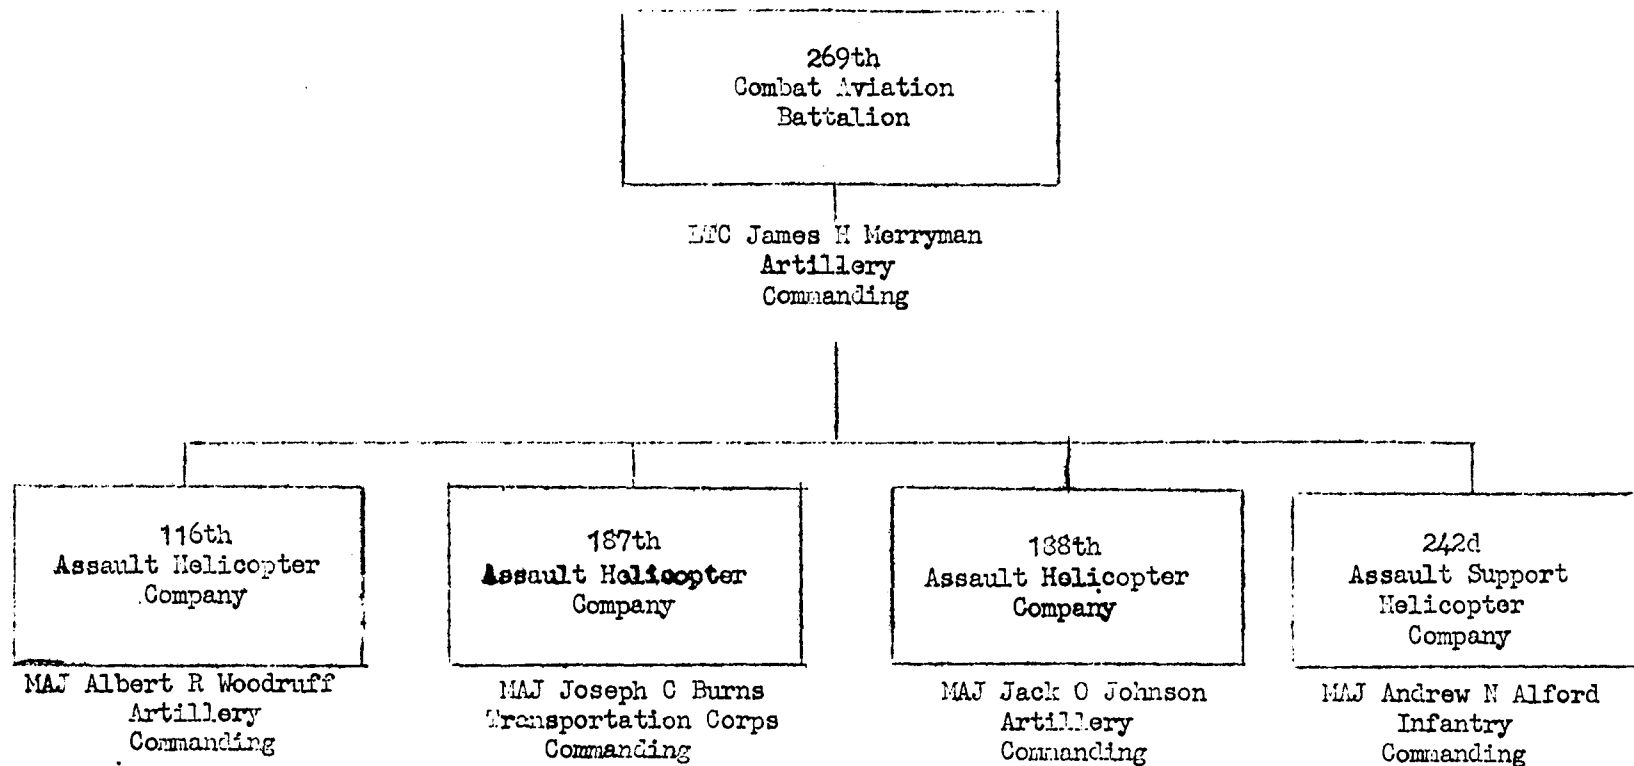 269th
Combat Aviation
Battalion
LTC James H Merryman
Artillery
Commanding
116th
Assault Helicopter
Company
MAJ Albert R Woodruff
Artillery
Commanding
187th
Assault Helicopter
Company
MAJ Joseph C Burns
Transportation Corps
Commanding
188th
Assault Helicopter
Company
MAJ Jack O Johnson
Artillery
Commanding
242d
Assault Support
Helicopter
Company
MAJ Andrew N Alford
Infantry
Commanding